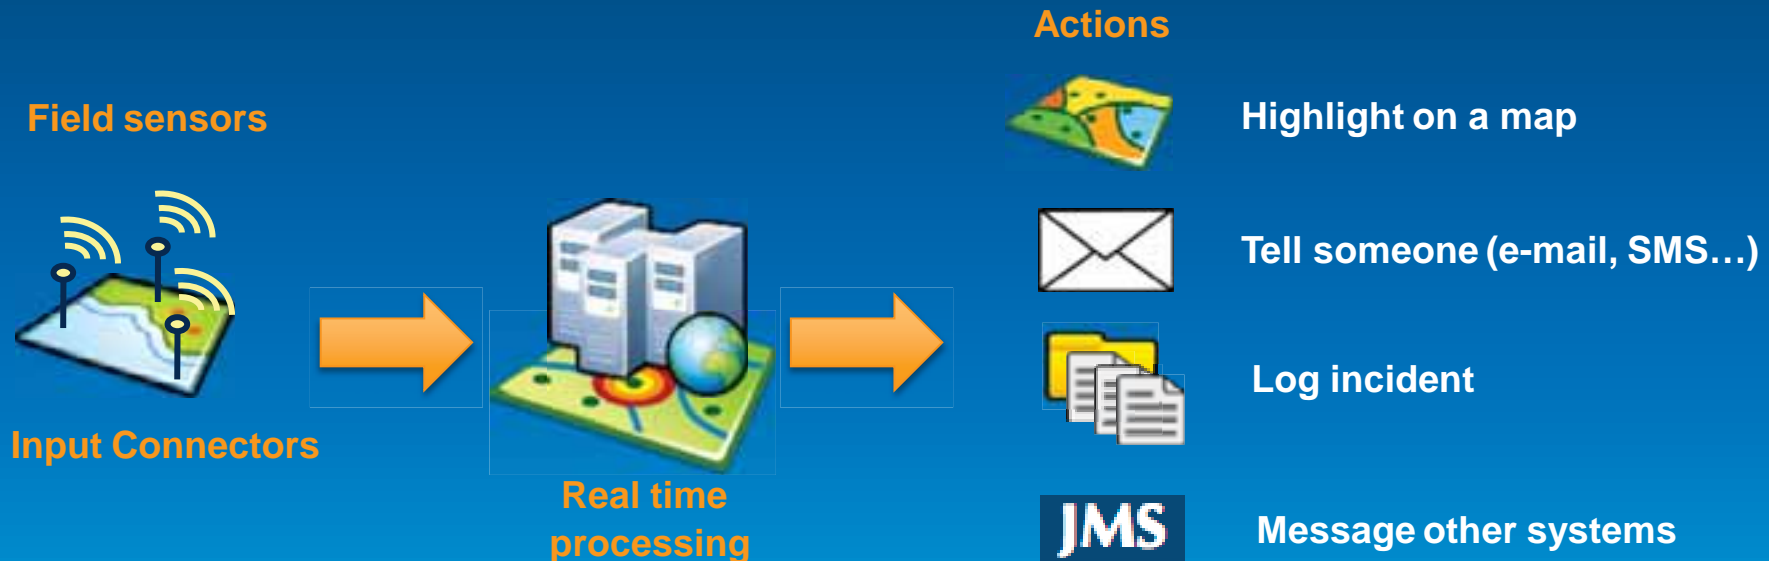 Field sensors
Input Connectors
Real time
processing
Actions
Highlight on a map
Tell someone (e-mail, SMS…)
Log incident
JMS
Message other systems